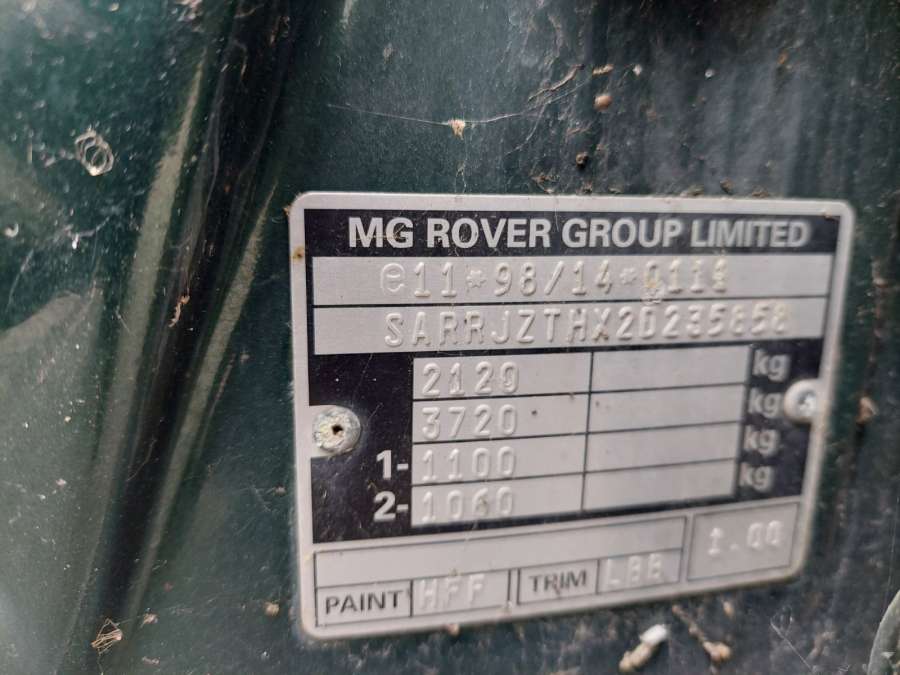 MG ROVER GROUP LIMITED
e11*98/14*0114
SARRJZTHX2D235858
2120 kg
3720 kg
1- 1100 kg
2- 1060 kg
1.00
PAINT HFF TRIM LBB